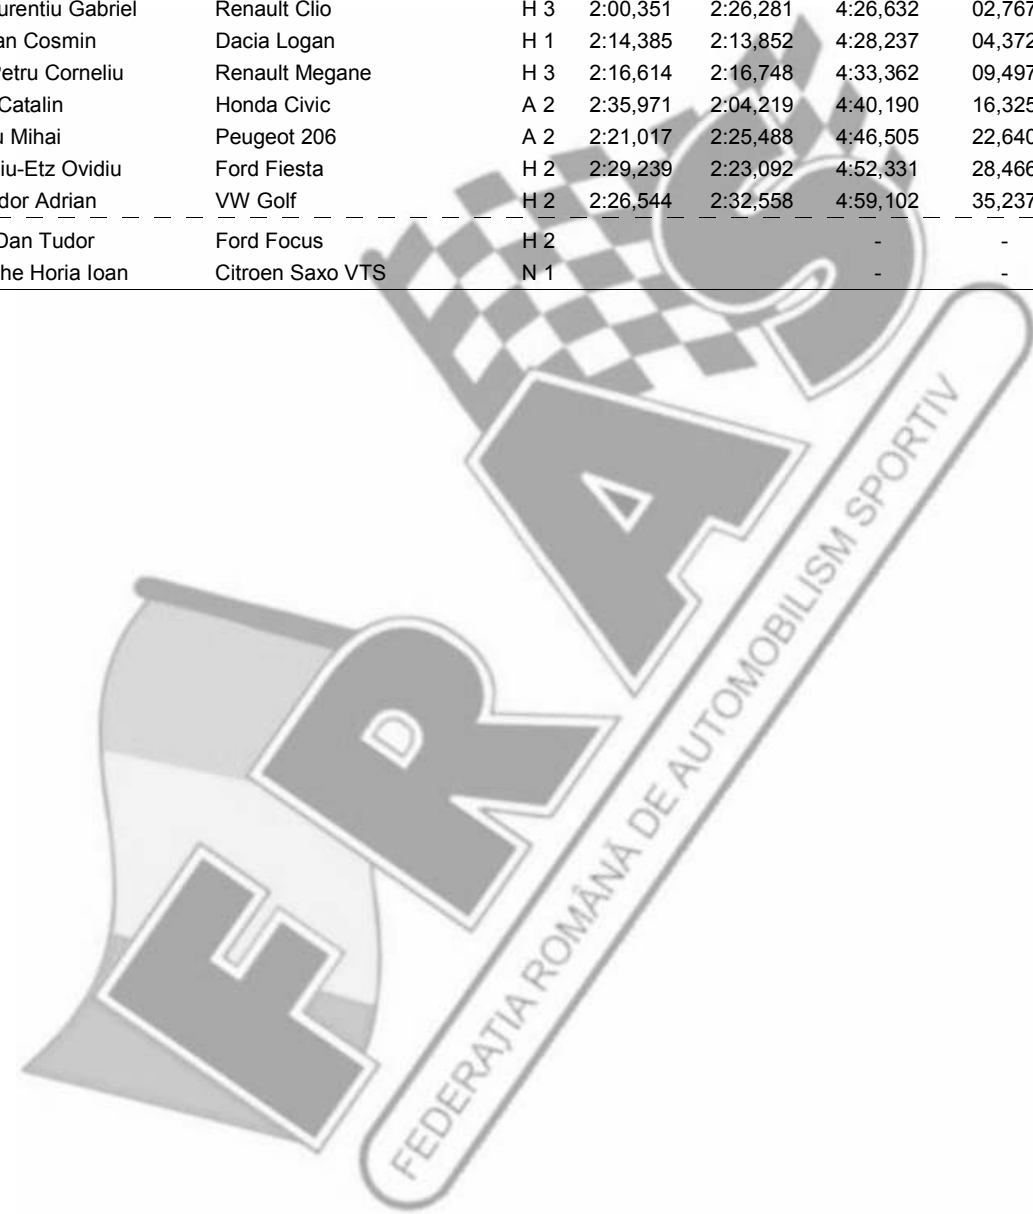 urentiu Gabriel Renault Clio H 3 2:00,351 2:26,281 4:26,632 02,767
an Cosmin Dacia Logan H 1 2:14,385 2:13,852 4:28,237 04,372
Petru Corneliu Renault Megane H 3 2:16,614 2:16,748 4:33,362 09,497
Catalin Honda Civic A 2 2:35,971 2:04,219 4:40,190 16,325
u Mihai Peugeot 206 A 2 2:21,017 2:25,488 4:46,505 22,640
iu-Etz Ovidiu Ford Fiesta H 2 2:29,239 2:23,092 4:52,331 28,466
dor Adrian VW Golf H 2 2:26,544 2:32,558 4:59,102 35,237
Dan Tudor Ford Focus H 2 - -
he Horia Ioan Citroen Saxo VTS N 1 - -
FRAS
FEDERAȚIA ROMÂNĂ DE AUTOMOBILISM SPORTIV